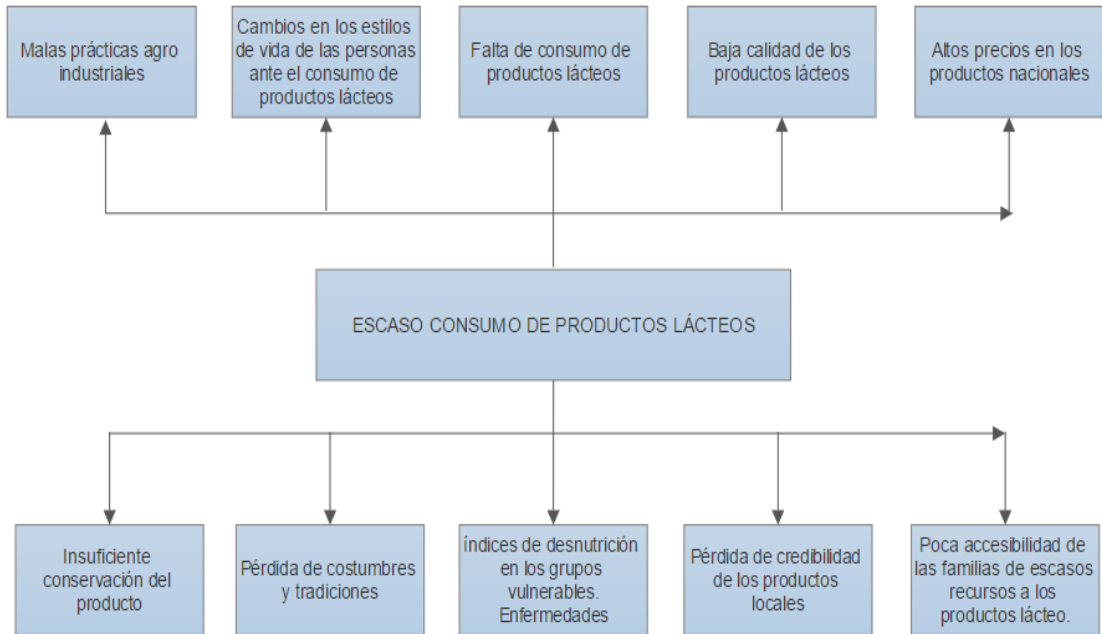 Malas prácticas agro
industriales
Cambios en los estilos
de vida de las personas
ante el consumo de
productos lácteos
Falta de consumo de
productos lácteos
Baja calidad de los
productos lácteos
Altos precios en los
productos nacionales
ESCASO CONSUMO DE PRODUCTOS LÁCTEOS
Insuficiente
conservación del
producto
Pérdida de costumbres
y tradiciones
índices de desnutrición
en los grupos
vulnerables.
Enfermedades
Pérdida de credibilidad
de los productos
locales
Poca accesibilidad de
las familias de escasos
recursos a los
productos lácteo.